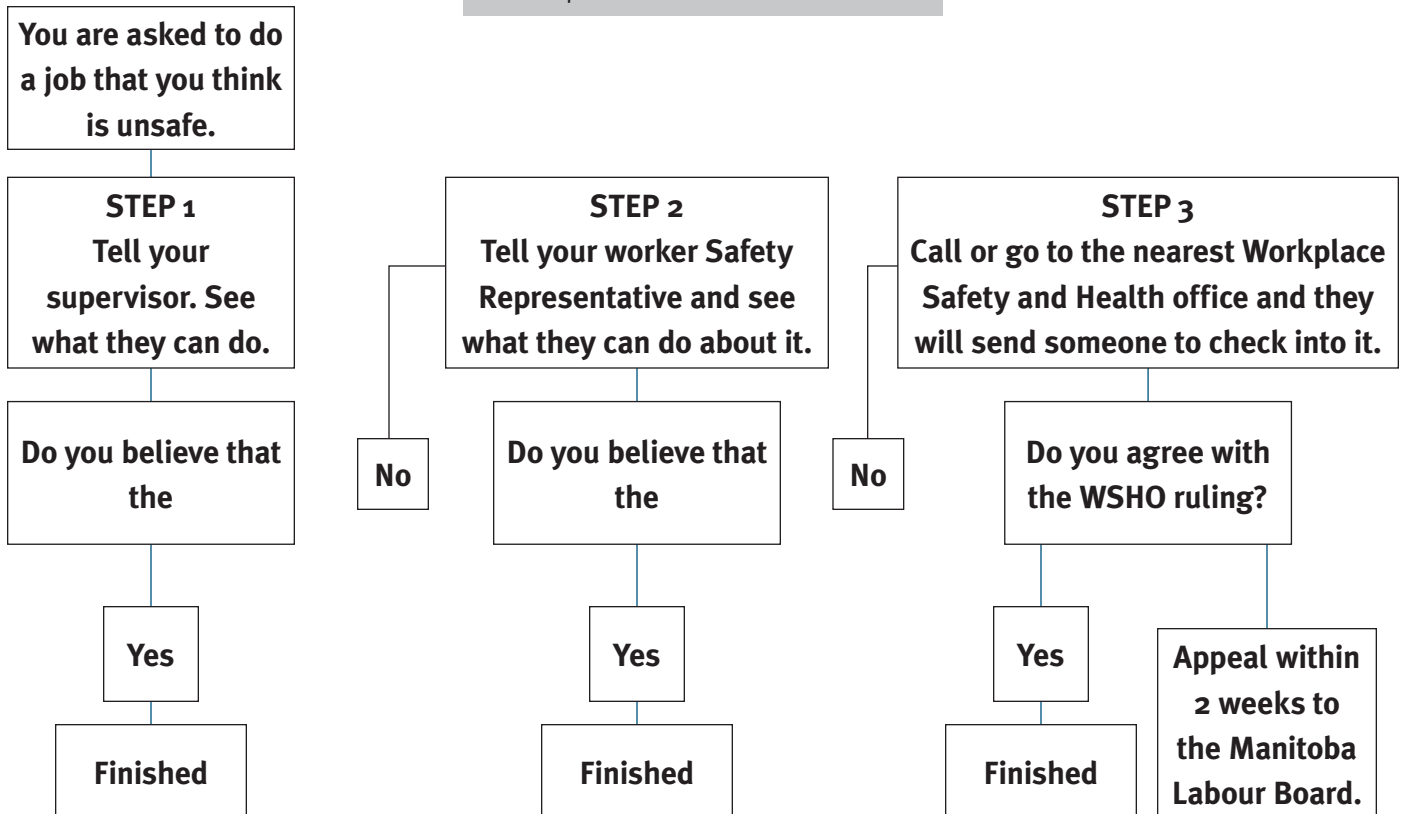 You are asked to do
a job that you think
is unsafe.
STEP 1
Tell your
supervisor. See
what they can do.
Do you believe that
the
Yes
Finished
STEP 2
Tell your worker Safety
Representative and see
what they can do about it.
No
Do you believe that
the
Yes
Finished
STEP 3
Call or go to the nearest Workplace
Safety and Health office and they
will send someone to check into it.
No
Do you agree with
the WSHO ruling?
Yes
Finished
Appeal within
2 weeks to
the Manitoba
Labour Board.